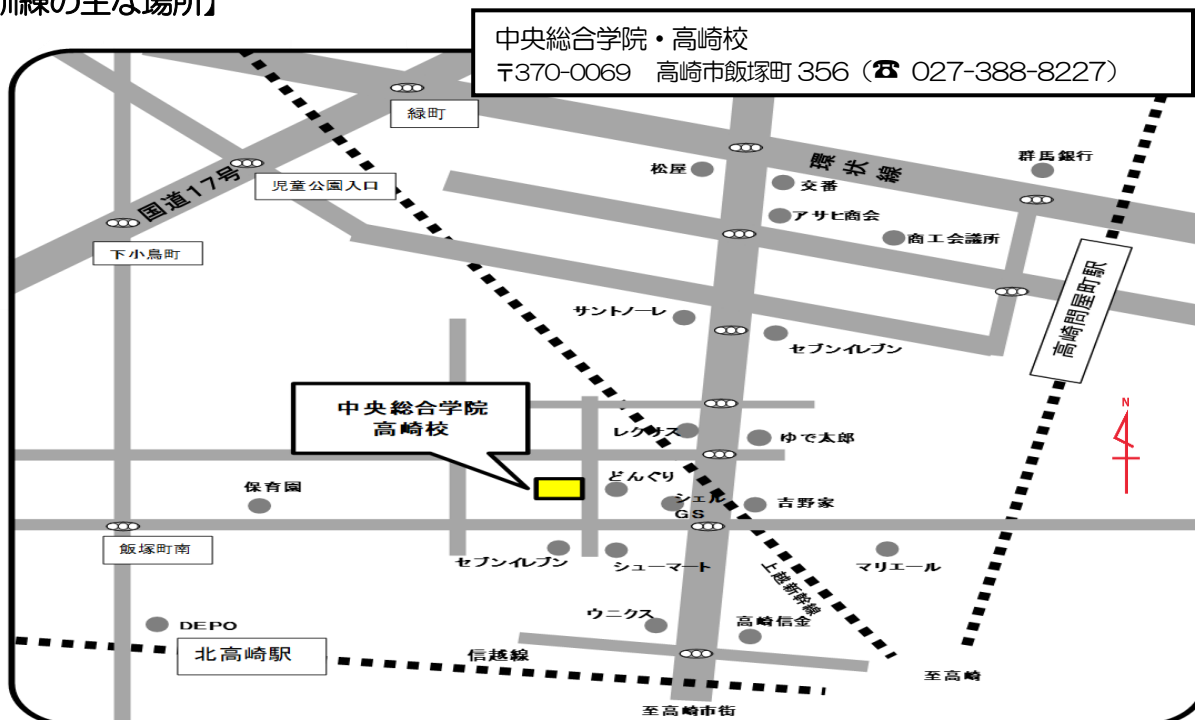 訓練の主な場所】
中央総合学院・高崎校
〒370-0069 高崎市飯塚町 356（☎ 027-388-8227）
緑町
国道17号
児童公園入口
下小鳥町
松屋
環状線
交番
群馬銀行
アサヒ商会
商工会議所
高崎問屋町駅
サントノーレ
セブンイレブン
中央総合学院
高崎校
レクサス
ゆで太郎
N
保育園
どんぐり
シェル
GS
吉野家
飯塚町南
セブンイレブン
シューマート
上越新幹線
マリエール
DEPO
ウニクス
高崎信金
北高崎駅
信越線
至高崎
至高崎市街